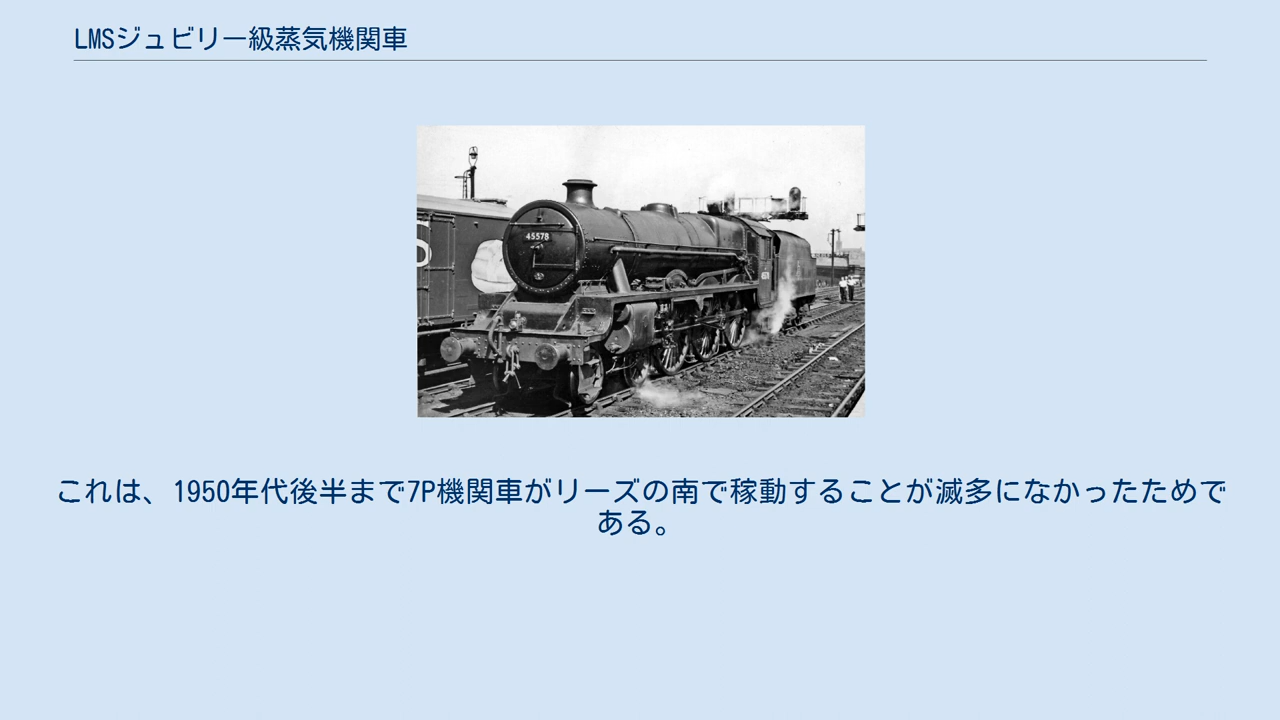 LMSジュビリー級蒸気機関車
45578
これは、1950年代後半まで7P機関車がリーズの南で稼動することが滅多になかったためで
ある。